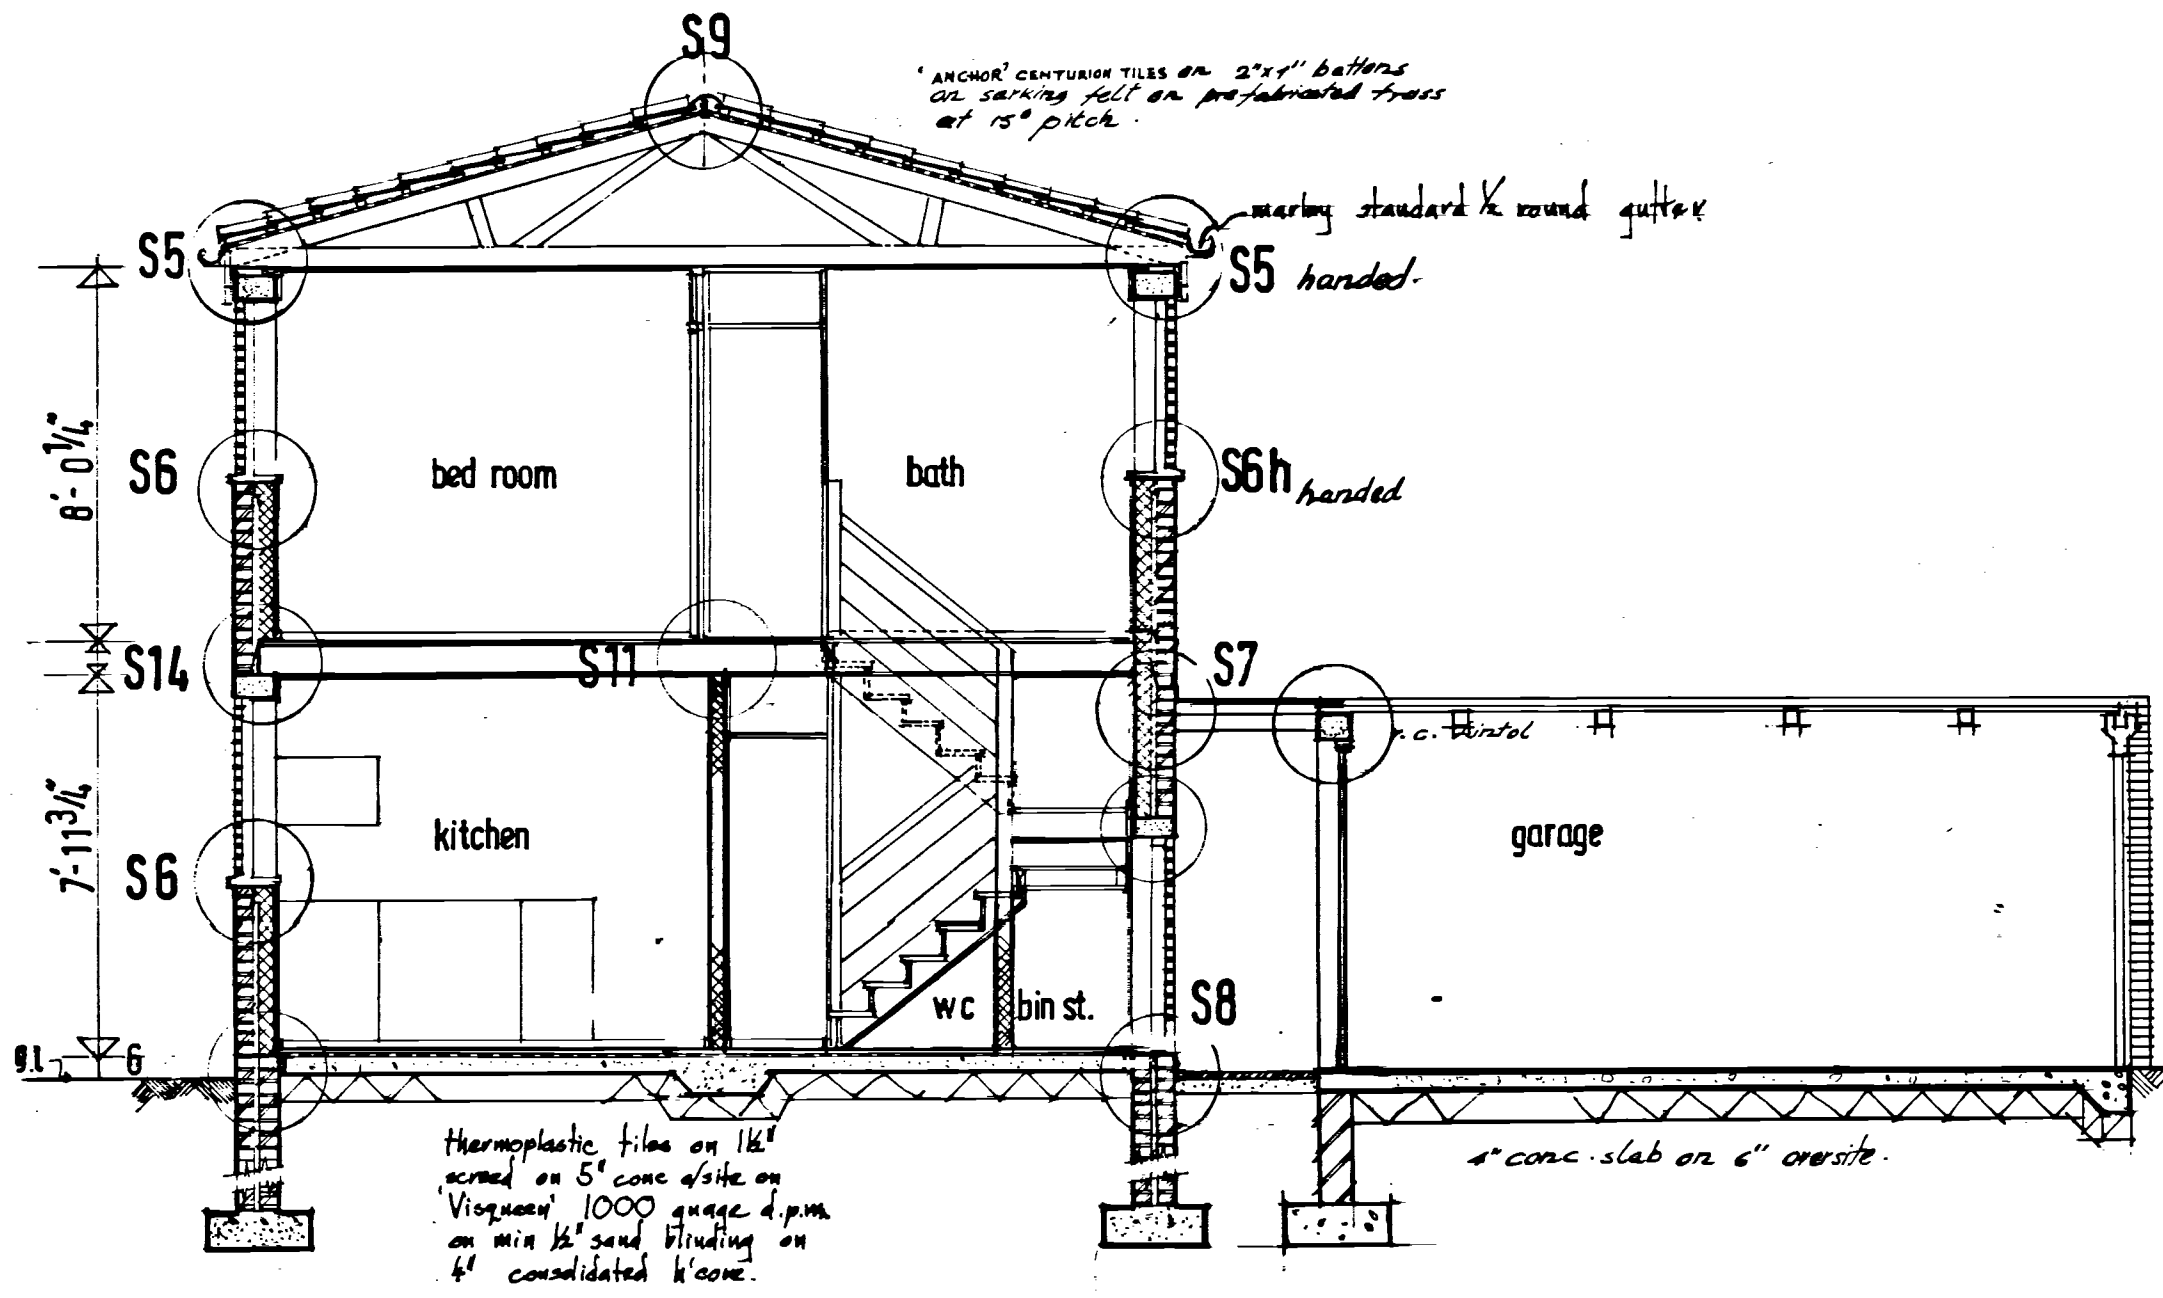 S9
'ANCHOR' CENTURION TILES on 2"x1" battens
on sarking felt on prefabricated truss
at 15° pitch.
marley standard ½ round gutter
S5
S5 handed.
8'-0¼"
S6
bed room
bath
S6h handed
S14
S11
S7
r.c. lintol
7'-11¾"
S6
kitchen
garage
wc
bin st.
S8
g.l.
6
thermoplastic tiles on 1½"
screed on 5" conc o/site on
'Visqueen' 1000 guage d.p.m.
on min ½" sand blinding on
4" consolidated h'core.
4" conc. slab on 6" oversite.